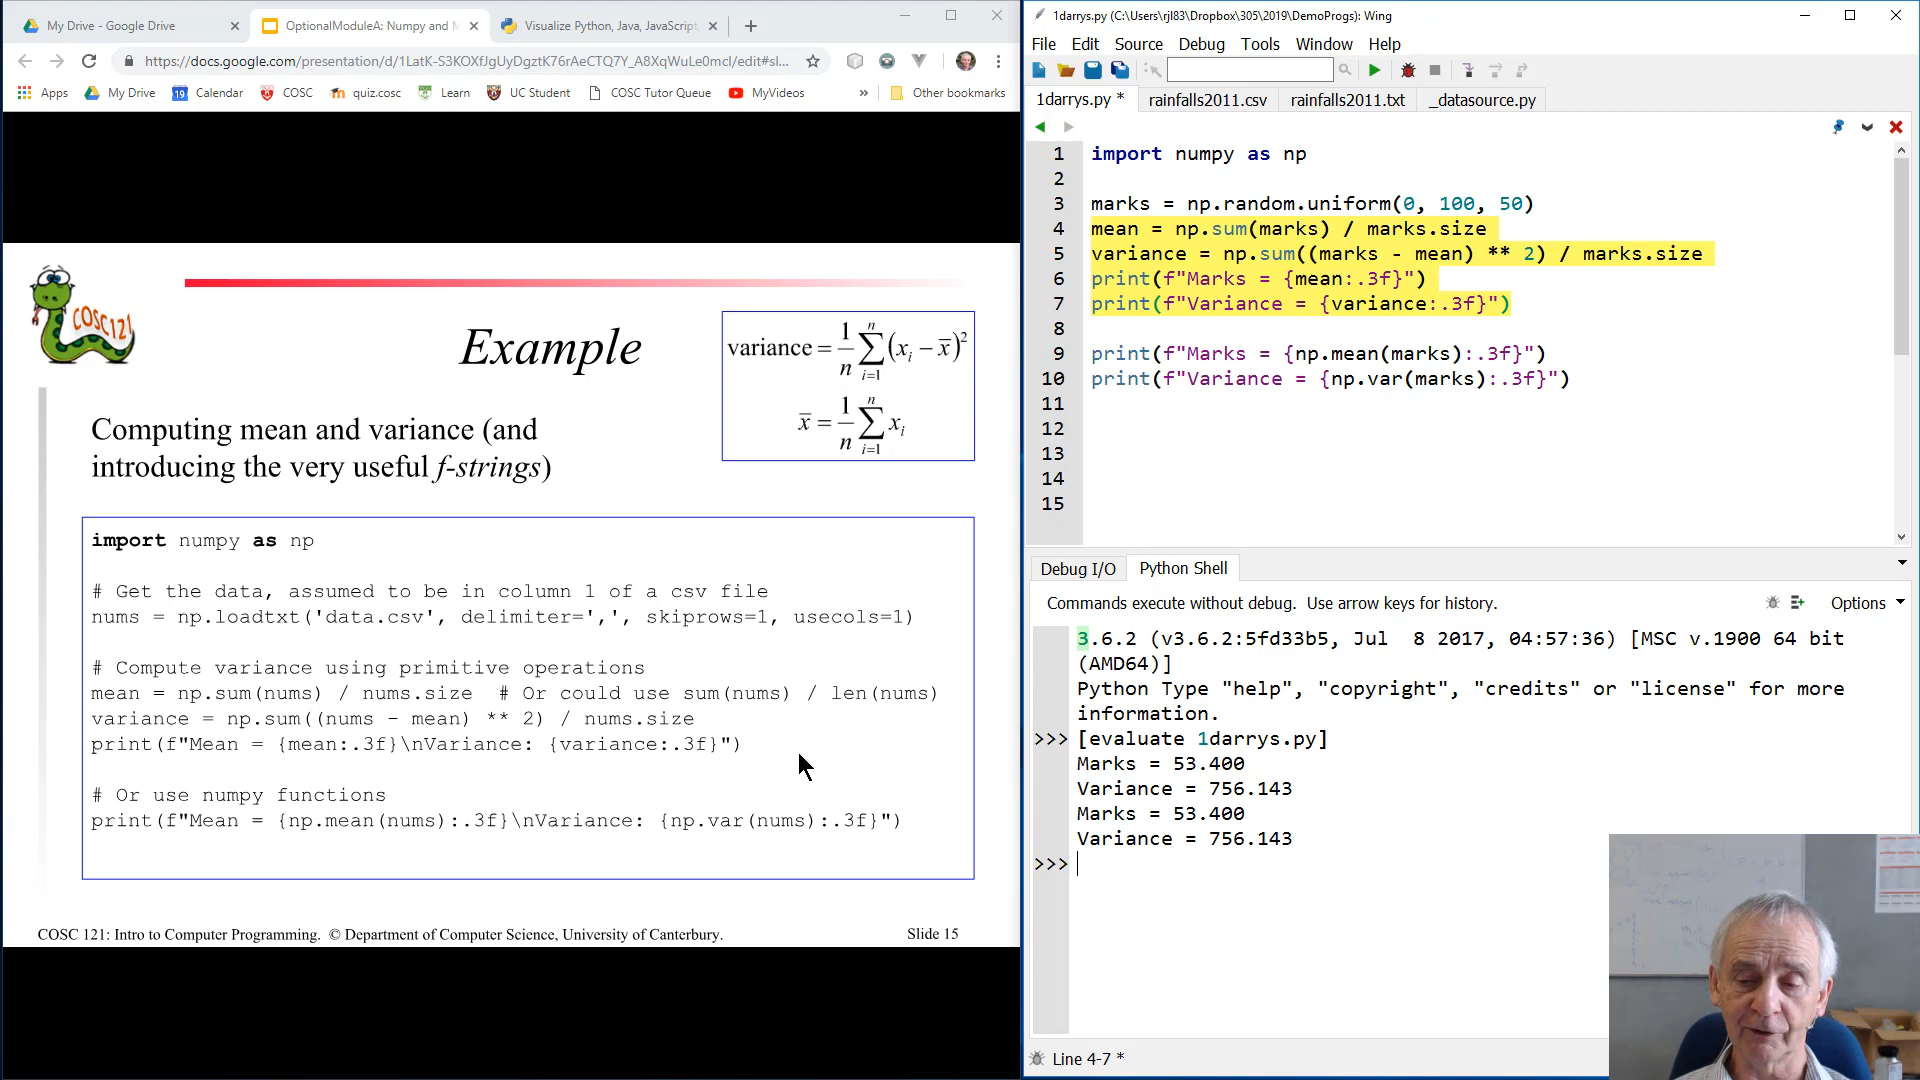 My Drive - Google Drive
OptionalModuleA: Numpy and M
Visualize Python, Java, JavaScript,
https://docs.google.com/presentation/d/1LatK-S3KOXfJgUyDgztK76rAeCTQ7Y_A8XqWuLe0mcI/edit#sl...
Apps My Drive 19 Calendar COSC quiz.cosc Learn UC Student COSC Tutor Queue MyVideos » Other bookmarks
COSC121
Example
variance = 1/n ∑ i=1 n (xi − x̄)²
x̄ = 1/n ∑ i=1 n xi
Computing mean and variance (and
introducing the very useful f-strings)
import numpy as np
# Get the data, assumed to be in column 1 of a csv file
nums = np.loadtxt('data.csv', delimiter=',', skiprows=1, usecols=1)
# Compute variance using primitive operations
mean = np.sum(nums) / nums.size # Or could use sum(nums) / len(nums)
variance = np.sum((nums - mean) ** 2) / nums.size
print(f"Mean = {mean:.3f}\nVariance: {variance:.3f}")
# Or use numpy functions
print(f"Mean = {np.mean(nums):.3f}\nVariance: {np.var(nums):.3f}")
COSC 121: Intro to Computer Programming. © Department of Computer Science, University of Canterbury.
Slide 15
1darrys.py (C:\Users\rjl83\Dropbox\305\2019\DemoProgs): Wing
File Edit Source Debug Tools Window Help
1darrys.py * rainfalls2011.csv rainfalls2011.txt _datasource.py
1 import numpy as np
2
3 marks = np.random.uniform(0, 100, 50)
4 mean = np.sum(marks) / marks.size
5 variance = np.sum((marks - mean) ** 2) / marks.size
6 print(f"Marks = {mean:.3f}")
7 print(f"Variance = {variance:.3f}")
8
9 print(f"Marks = {np.mean(marks):.3f}")
10 print(f"Variance = {np.var(marks):.3f}")
11
12
13
14
15
Debug I/O Python Shell
Commands execute without debug. Use arrow keys for history.
Options
3.6.2 (v3.6.2:5fd33b5, Jul 8 2017, 04:57:36) [MSC v.1900 64 bit
(AMD64)]
Python Type "help", "copyright", "credits" or "license" for more
information.
>>> [evaluate 1darrys.py]
Marks = 53.400
Variance = 756.143
Marks = 53.400
Variance = 756.143
>>>
Line 4-7 *